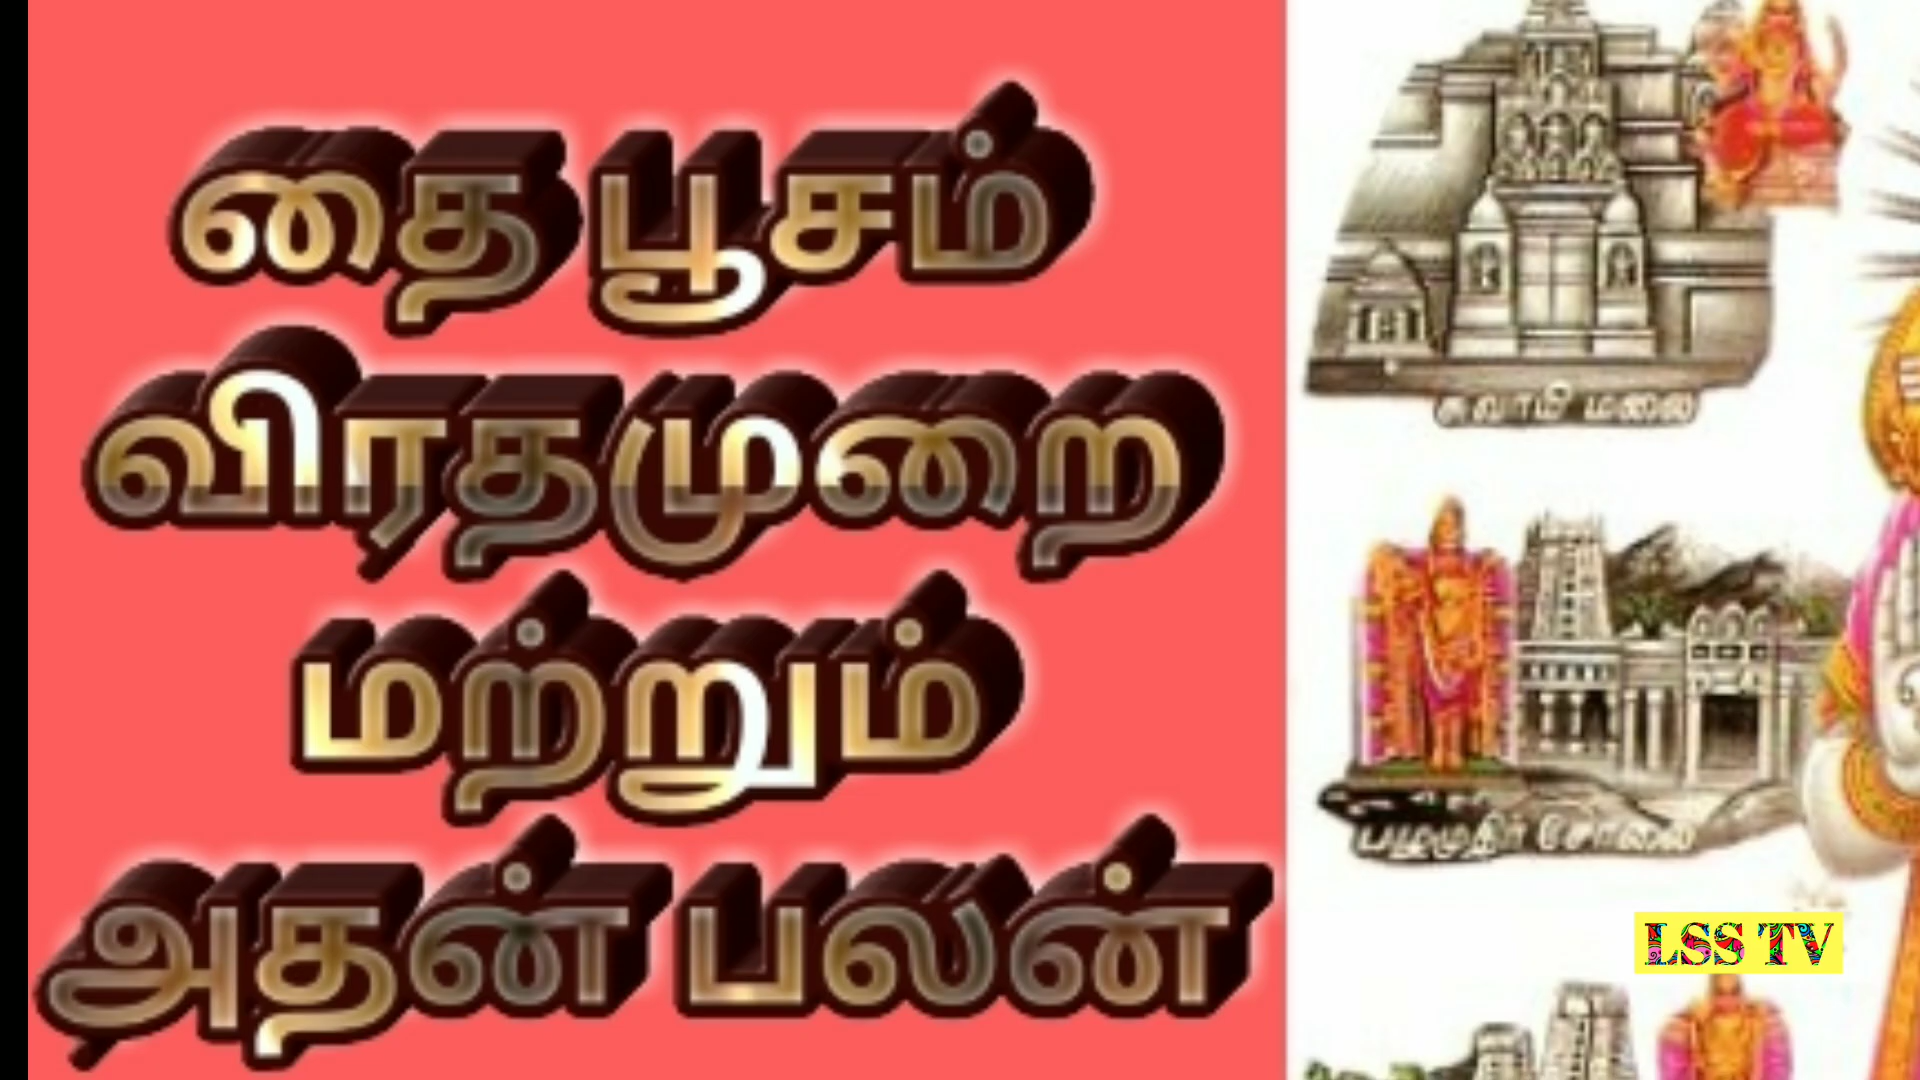 தை பூசம்
விரதமுறை
மற்றும்
அதன் பலன்
சுவாமி மலை
பழமுதிர் சோலை
LSS TV